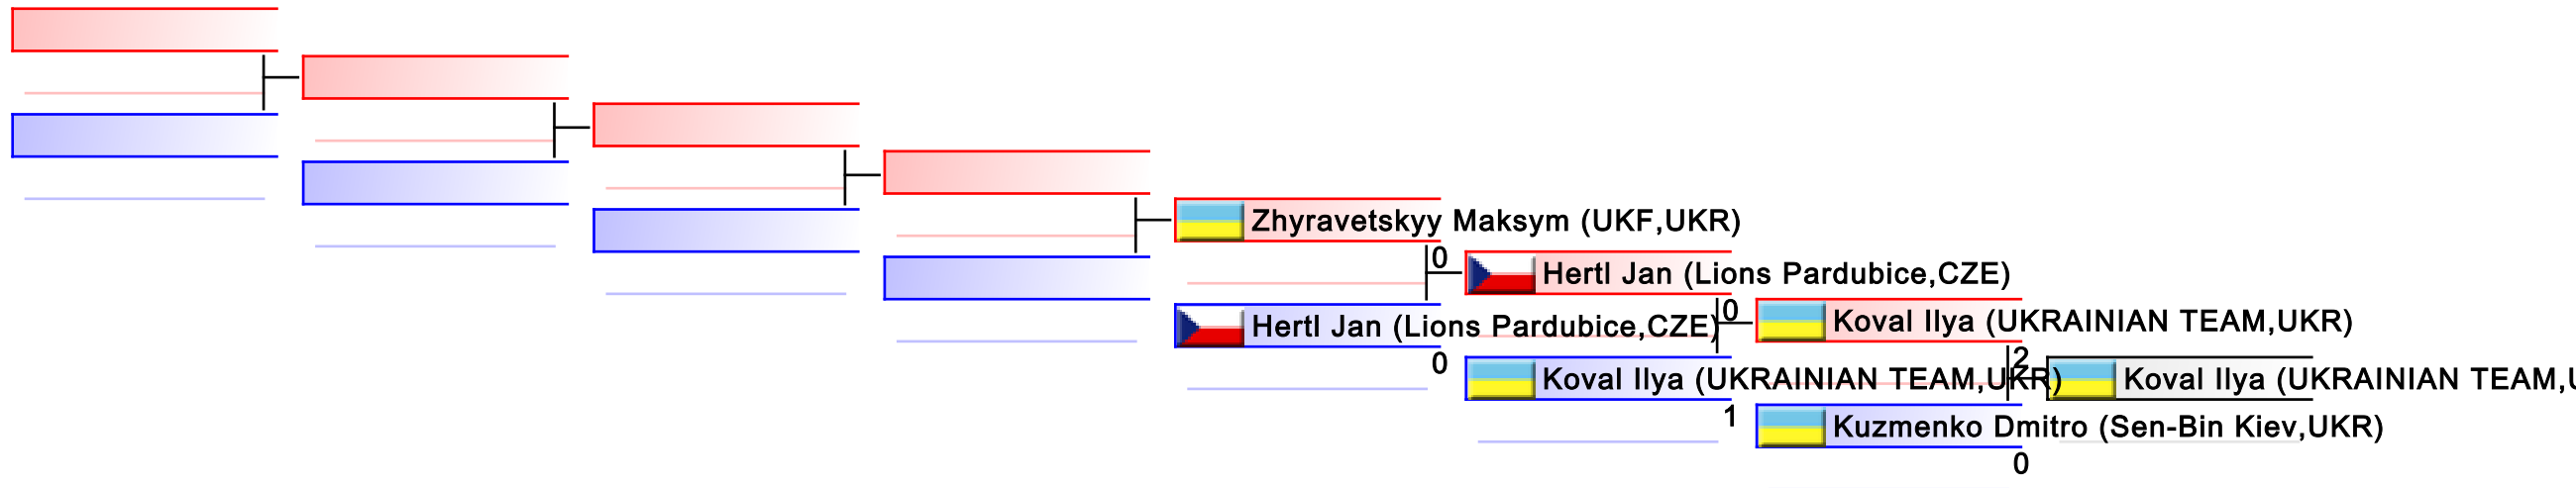 Zhyravetskyy Maksym (UKF,UKR)
0
Hertl Jan (Lions Pardubice,CZE)
Hertl Jan (Lions Pardubice,CZE)
0
0
Koval Ilya (UKRAINIAN TEAM,UKR)
Koval Ilya (UKRAINIAN TEAM,UKR)
1
2
Koval Ilya (UKRAINIAN TEAM,U
Kuzmenko Dmitro (Sen-Bin Kiev,UKR)
0